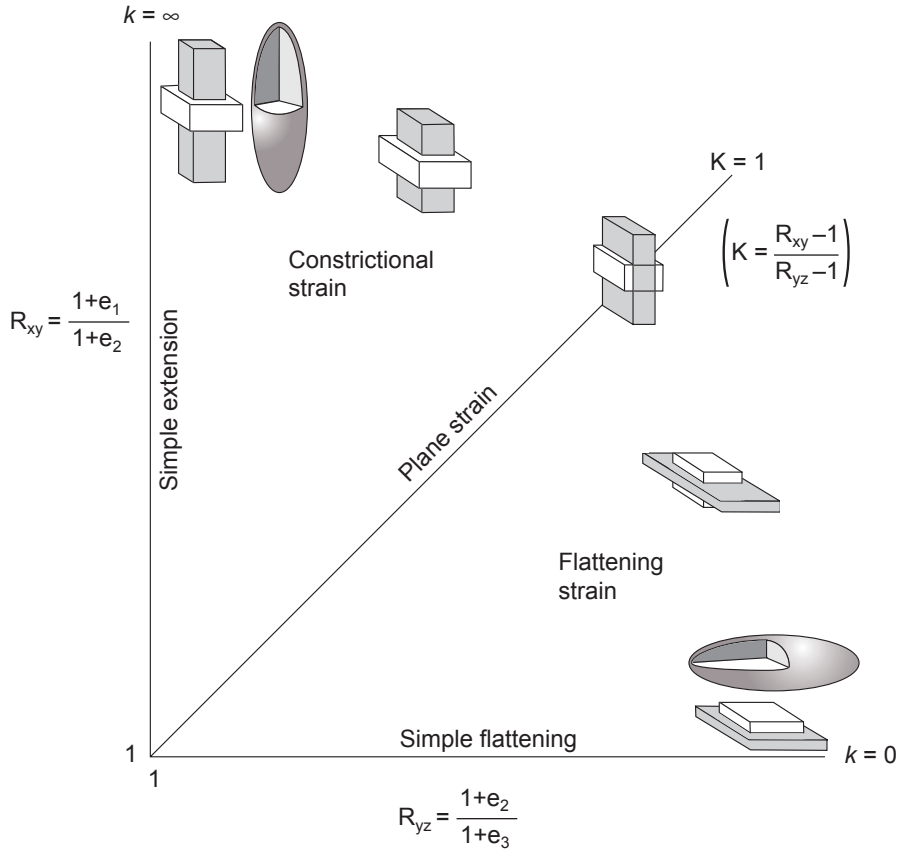 k = ∞
K = 1
(K = R_xy –1 / R_yz –1)
Constrictional
strain
R_xy = 1+e_1 / 1+e_2
Simple extension
Plane strain
Flattening
strain
Simple flattening
1
k = 0
1
R_yz = 1+e_2 / 1+e_3